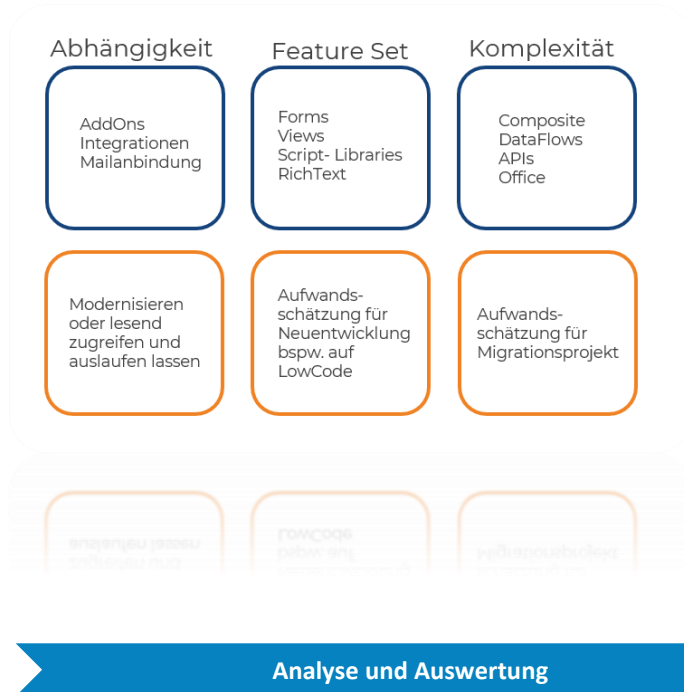 Abhängigkeit
Feature Set
Komplexität
AddOns
Integrationen
Mailanbindung
Forms
Views
Script- Libraries
RichText
Composite
DataFlows
APIs
Office
Modernisieren
oder lesend
zugreifen und
auslaufen lassen
Aufwands-
schätzung für
Neuentwicklung
bspw. auf
LowCode
Aufwands-
schätzung für
Migrationsprojekt
Analyse und Auswertung